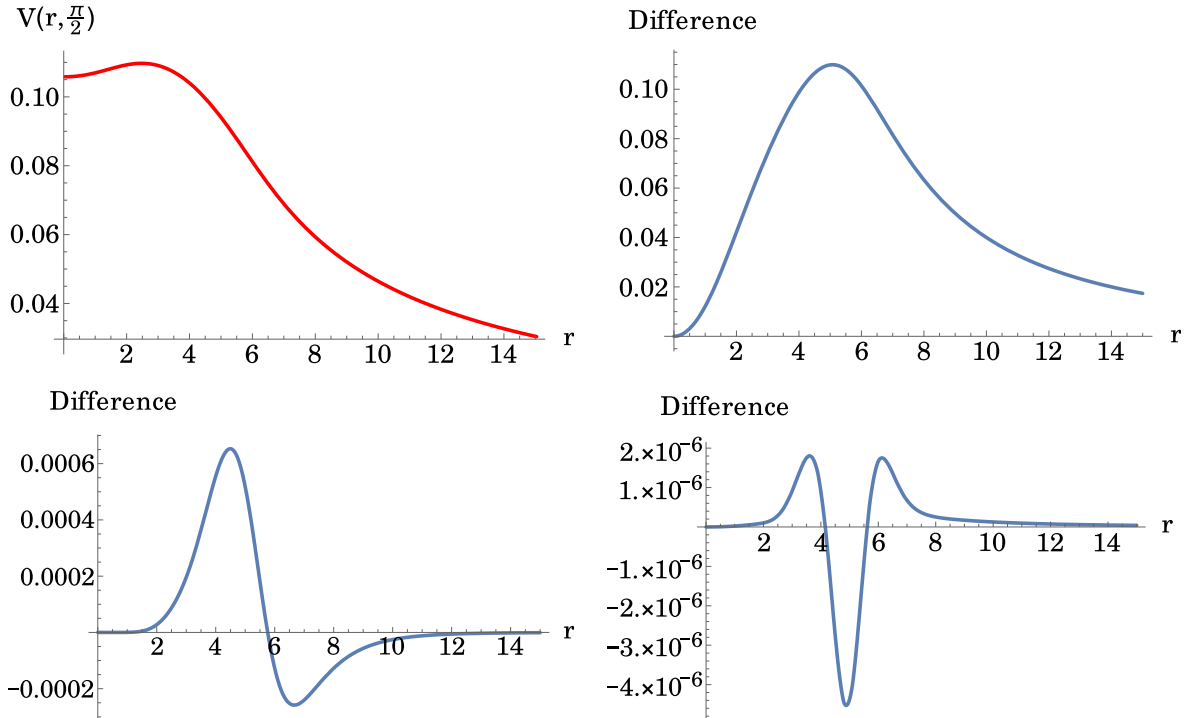 V(r, π/2)
0.10
0.08
0.06
0.04
2 4 6 8 10 12 14 r
Difference
0.10
0.08
0.06
0.04
0.02
2 4 6 8 10 12 14 r
Difference
0.0006
0.0004
0.0002
-0.0002
2 4 6 8 10 12 14 r
Difference
2.×10⁻⁶
1.×10⁻⁶
-1.×10⁻⁶
-2.×10⁻⁶
-3.×10⁻⁶
-4.×10⁻⁶
2 4 6 8 10 12 14 r